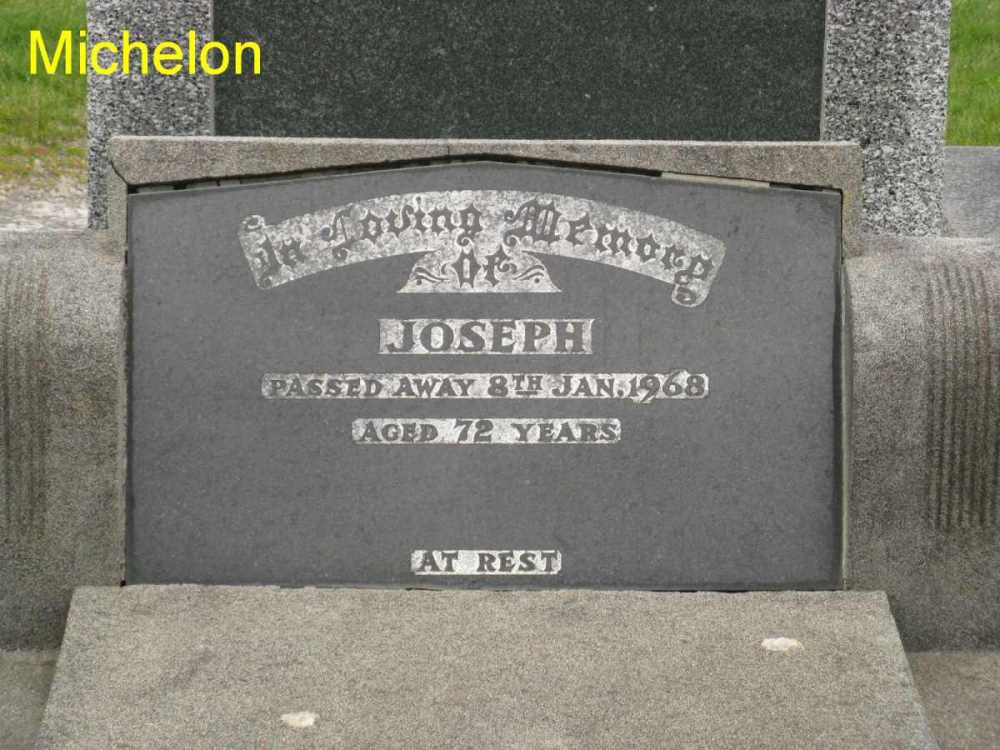 Michelon
In Loving Memory
Of
JOSEPH
PASSED AWAY 8TH JAN. 1968
AGED 72 YEARS
AT REST